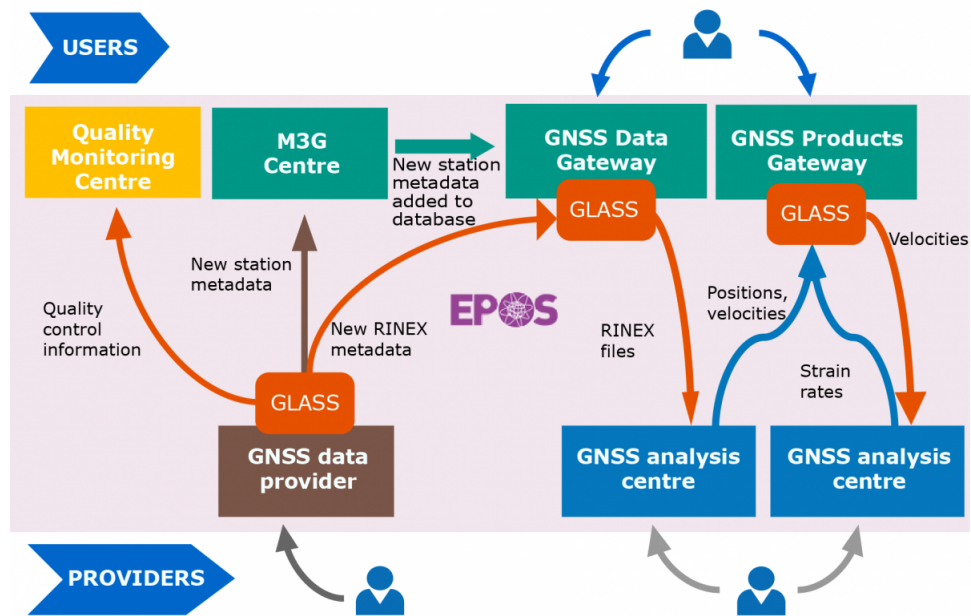 USERS
Quality
Monitoring
Centre
M3G
Centre
New station
metadata
added to
database
GNSS Data
Gateway
GLASS
GNSS Products
Gateway
GLASS
Velocities
New station
metadata
Quality
control
information
New RINEX
metadata
EPOS
RINEX
files
Positions,
velocities
Strain
rates
GLASS
GNSS data
provider
GNSS analysis
centre
GNSS analysis
centre
PROVIDERS